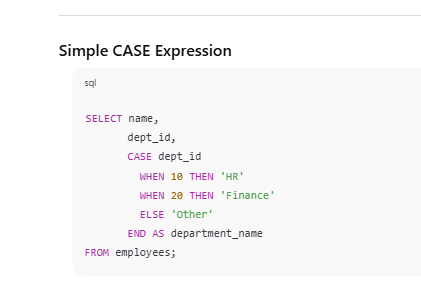 Simple CASE Expression
sql
SELECT name,
       dept_id,
       CASE dept_id
         WHEN 10 THEN 'HR'
         WHEN 20 THEN 'Finance'
         ELSE 'Other'
       END AS department_name
FROM employees;